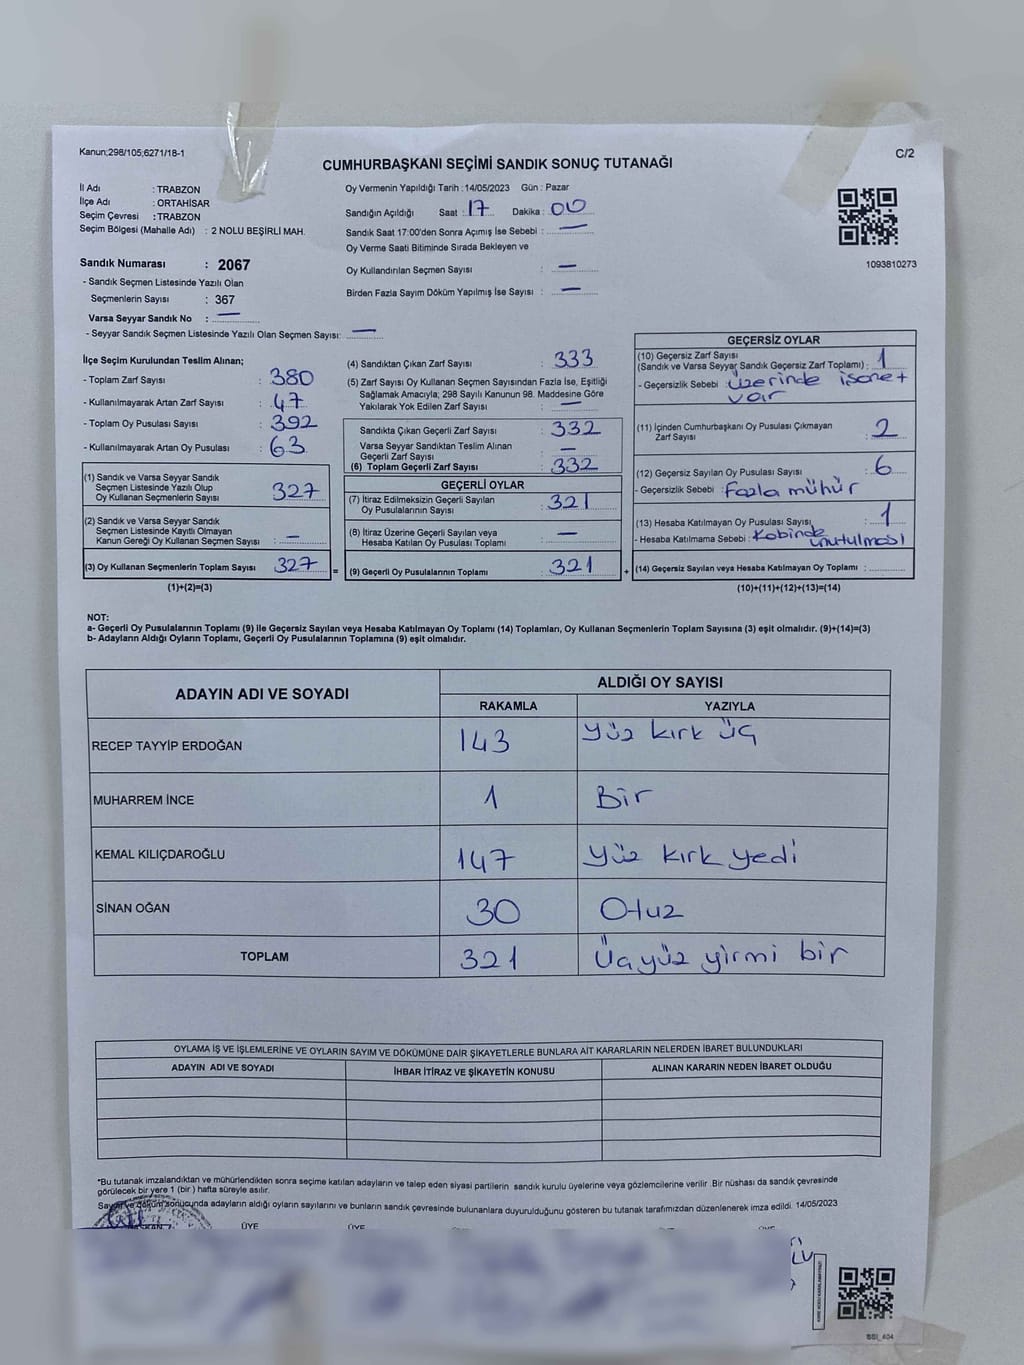 Kanun;298/105;6271/18-1
C/2
CUMHURBAŞKANI SEÇİMİ SANDIK SONUÇ TUTANAĞI
İl Adı : TRABZON
İlçe Adı : ORTAHİSAR
Seçim Çevresi : TRABZON
Seçim Bölgesi (Mahalle Adı) : 2 NOLU BEŞİRLİ MAH.
Oy Vermenin Yapıldığı Tarih : 14/05/2023 Gün : Pazar
Sandığın Açıldığı Saat : 17 Dakika : 00
Sandık Saat 17:00'den Sonra Açılmış İse Sebebi : —
Oy Verme Saati Bitiminde Sırada Bekleyen ve
Oy Kullandırılan Seçmen Sayısı : —
Birden Fazla Sayım Döküm Yapılmış İse Sayısı : —
1093810273
Sandık Numarası : 2067
- Sandık Seçmen Listesinde Yazılı Olan
Seçmenlerin Sayısı : 367
Varsa Seyyar Sandık No : —
- Seyyar Sandık Seçmen Listesinde Yazılı Olan Seçmen Sayısı: —
İlçe Seçim Kurulundan Teslim Alınan;
- Toplam Zarf Sayısı : 380
- Kullanılmayarak Artan Zarf Sayısı : 47
- Toplam Oy Pusulası Sayısı : 392
- Kullanılmayarak Artan Oy Pusulası : 63
(1) Sandık ve Varsa Seyyar Sandık
Seçmen Listesinde Yazılı Olup
Oy Kullanan Seçmenlerin Sayısı : 327
(2) Sandık ve Varsa Seyyar Sandık
Seçmen Listesinde Kayıtlı Olmayan
Kanun Gereği Oy Kullanan Seçmen Sayısı : —
(3) Oy Kullanan Seçmenlerin Toplam Sayısı : 327
(1)+(2)=(3)
(4) Sandıktan Çıkan Zarf Sayısı : 333
(5) Zarf Sayısı Oy Kullanan Seçmen Sayısından Fazla İse, Eşitliği
Sağlamak Amacıyla; 298 Sayılı Kanunun 98. Maddesine Göre
Yakılarak Yok Edilen Zarf Sayısı : —
Sandıkta Çıkan Geçerli Zarf Sayısı : 332
Varsa Seyyar Sandıktan Teslim Alınan
Geçerli Zarf Sayısı : —
(6) Toplam Geçerli Zarf Sayısı : 332
GEÇERLİ OYLAR
(7) İtiraz Edilmeksizin Geçerli Sayılan
Oy Pusulalarının Sayısı : 321
(8) İtiraz Üzerine Geçerli Sayılan veya
Hesaba Katılan Oy Pusulası Toplamı : —
= (9) Geçerli Oy Pusulalarının Toplamı : 321 +
GEÇERSİZ OYLAR
(10) Geçersiz Zarf Sayısı
(Sandık ve Varsa Seyyar Sandık Geçersiz Zarf Toplamı) : 1
- Geçersizlik Sebebi : Üzerinde işaret
var
(11) İçinden Cumhurbaşkanı Oy Pusulası Çıkmayan
Zarf Sayısı : 2
(12) Geçersiz Sayılan Oy Pusulası Sayısı : 6
- Geçersizlik Sebebi : Fazla mühür
(13) Hesaba Katılmayan Oy Pusulası Sayısı : 1
- Hesaba Katılmama Sebebi : Kabinde
unutulması
(14) Geçersiz Sayılan veya Hesaba Katılmayan Oy Toplamı :
(10)+(11)+(12)+(13)=(14)
NOT:
a- Geçerli Oy Pusulalarının Toplamı (9) ile Geçersiz Sayılan veya Hesaba Katılmayan Oy Toplamı (14) Toplamları, Oy Kullanan Seçmenlerin Toplam Sayısına (3) eşit olmalıdır. (9)+(14)=(3)
b- Adayların Aldığı Oyların Toplamı, Geçerli Oy Pusulalarının Toplamına (9) eşit olmalıdır.
ADAYIN ADI VE SOYADI
ALDIĞI OY SAYISI
RAKAMLA YAZIYLA
RECEP TAYYİP ERDOĞAN 143 Yüz kırk üç
MUHARREM İNCE 1 Bir
KEMAL KILIÇDAROĞLU 147 Yüz kırk yedi
SİNAN OĞAN 30 Otuz
TOPLAM 321 Üçyüz yirmi bir
OYLAMA İŞ VE İŞLEMLERİNE VE OYLARIN SAYIM VE DÖKÜMÜNE DAİR ŞİKAYETLERLE BUNLARA AİT KARARLARIN NELERDEN İBARET BULUNDUKLARI
ADAYIN ADI VE SOYADI İHBAR İTİRAZ VE ŞİKAYETİN KONUSU ALINAN KARARIN NEDEN İBARET OLDUĞU
*Bu tutanak imzalandıktan ve mühürlendikten sonra seçime katılan adayların ve talep eden siyasi partilerin sandık kurulu üyelerine veya gözlemcilerine verilir. Bir nüshası da sandık çevresinde
görülecek bir yere 1 (bir) hafta süreyle asılır.
Sayım ve döküm sonucunda adayların aldığı oyların sayılarını ve bunların sandık çevresinde bulunanlara duyurulduğunu gösteren bu tutanak tarafımızdan düzenlenerek imza edildi. 14/05/2023
ÜYE ÜYE
SSI_404